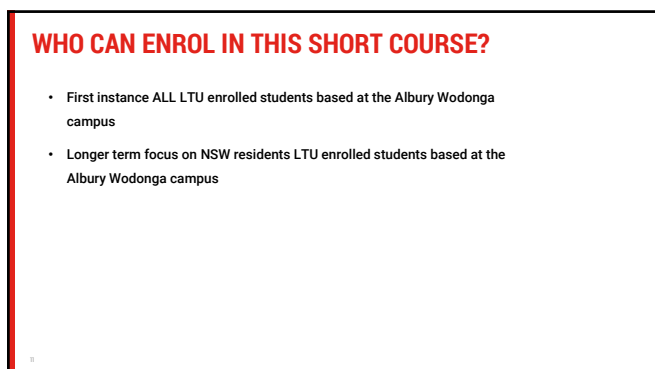 WHO CAN ENROL IN THIS SHORT COURSE?
• First instance ALL LTU enrolled students based at the Albury Wodonga
campus
• Longer term focus on NSW residents LTU enrolled students based at the
Albury Wodonga campus
11